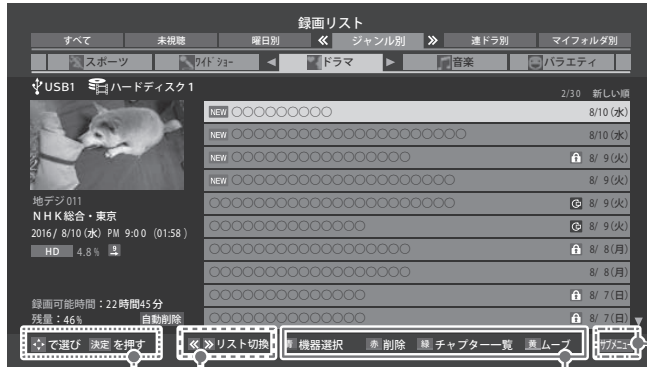 録画リスト
すべて 未視聴 曜日別 ≪ ジャンル別 ≫ 連ドラ別 マイフォルダ別
スポーツ ワイドショー ◀ ドラマ ▶ 音楽 バラエティ
USB1 ハードディスク1
2/30 新しい順
NEW ○○○○○○○○○ 8/10(水)
NEW ○○○○○○○○○○○○○○○○○○○○○ 8/10(水)
NEW ○○○○○○○○○○○○○○○○ 8/ 9(火)
NEW ○○○○○○○○○○○○○○○○○○○○ 8/ 9(火)
○○○○○○○○○○○○○○○○○○○○○○ 8/ 9(火)
○○○○○○○○○○○○○○ 8/ 9(火)
○○○○○○○○○○○○○○○○○○ 8/ 8(月)
○○○○○○○○○○○○○○○○○○ 8/ 8(月)
○○○○○○○○○○○○○○ 8/ 7(日)
○○○○○○○○○○○○○○ 8/ 7(日)
地デジ011
NHK総合・東京
2016/ 8/10(水) PM 9:00 (01:58)
HD 4.8%
録画可能時間:22時間45分
残量:46% 自動削除
で選び 決定 を押す ≪ ≫ リスト切換 青 機器選択 赤 削除 緑 チャプター一覧 黄 ムーブ サブメニュー